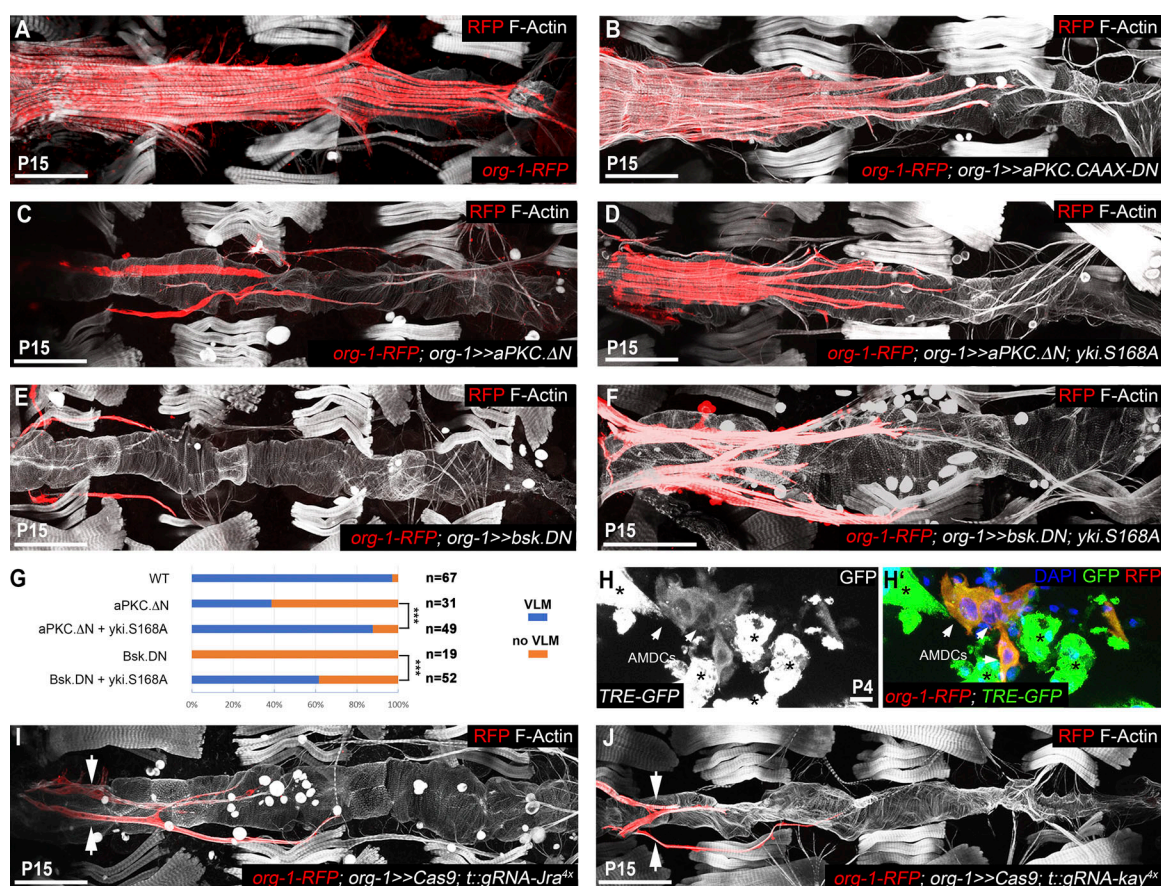 A
RFP F-Actin
P15
org-1-RFP
B
RFP F-Actin
P15
org-1-RFP; org-1>>aPKC.CAAX-DN
C
RFP F-Actin
P15
org-1-RFP; org-1>>aPKC.ΔN
D
RFP F-Actin
P15
org-1-RFP; org-1>>aPKC.ΔN; yki.S168A
E
RFP F-Actin
P15
org-1-RFP; org-1>>bsk.DN
F
RFP F-Actin
P15
org-1-RFP; org-1>>bsk.DN; yki.S168A
G
WT n=67
aPKC.ΔN n=31
***
aPKC.ΔN + yki.S168A n=49
Bsk.DN n=19
***
Bsk.DN + yki.S168A n=52
0% 20% 40% 60% 80% 100%
VLM
no VLM
H
GFP
*
AMDCs
*
*
*
*
TRE-GFP
P4
H‘
DAPI GFP RFP
*
AMDCs
*
*
*
*
org-1-RFP; TRE-GFP
I
RFP F-Actin
P15
org-1-RFP; org-1>>Cas9; t::gRNA-Jra4x
J
RFP F-Actin
P15
org-1-RFP; org-1>>Cas9; t::gRNA-kay4x